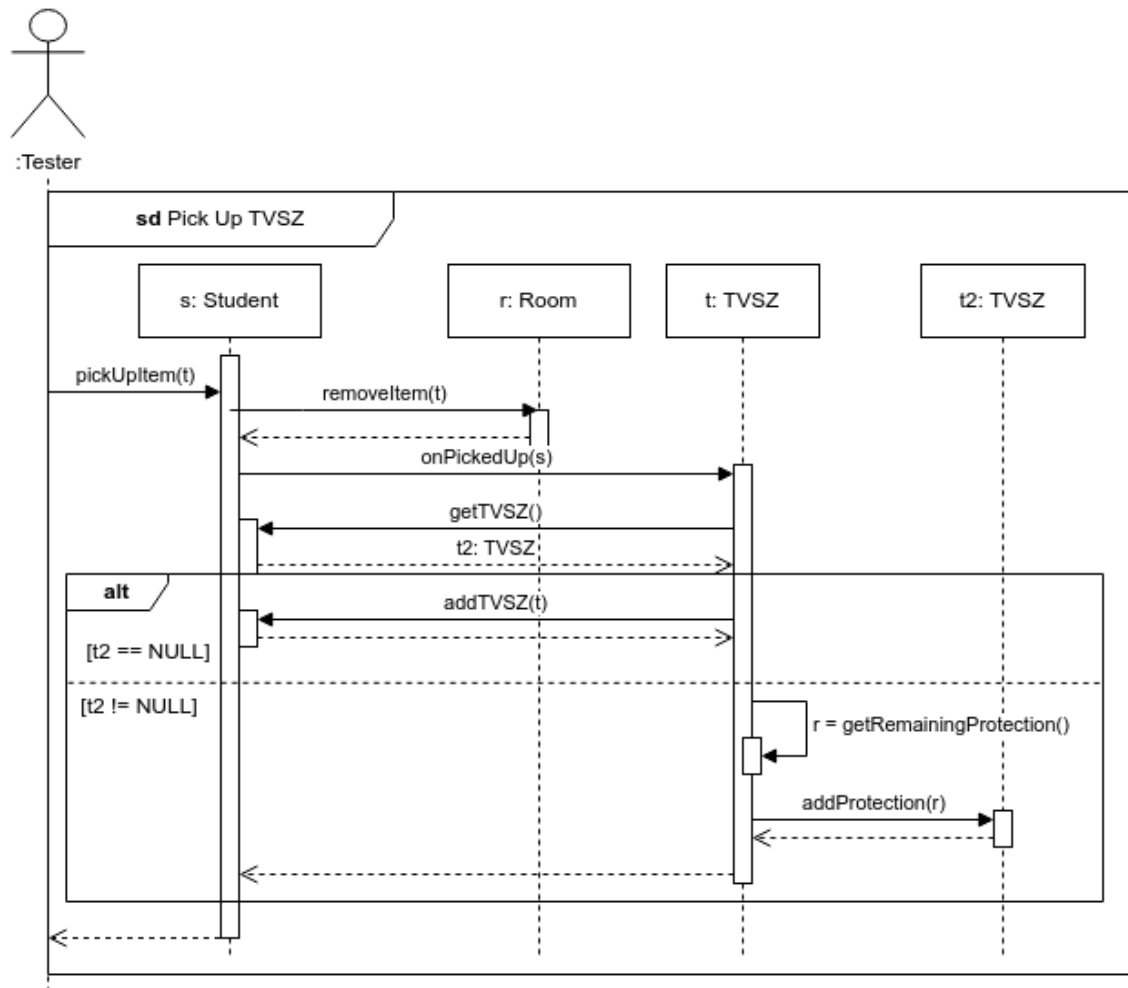 :Tester
sd Pick Up TVSZ
s: Student
r: Room
t: TVSZ
t2: TVSZ
pickUpItem(t)
removeItem(t)
onPickedUp(s)
getTVSZ()
t2: TVSZ
alt
addTVSZ(t)
[t2 == NULL]
[t2 != NULL]
r = getRemainingProtection()
addProtection(r)